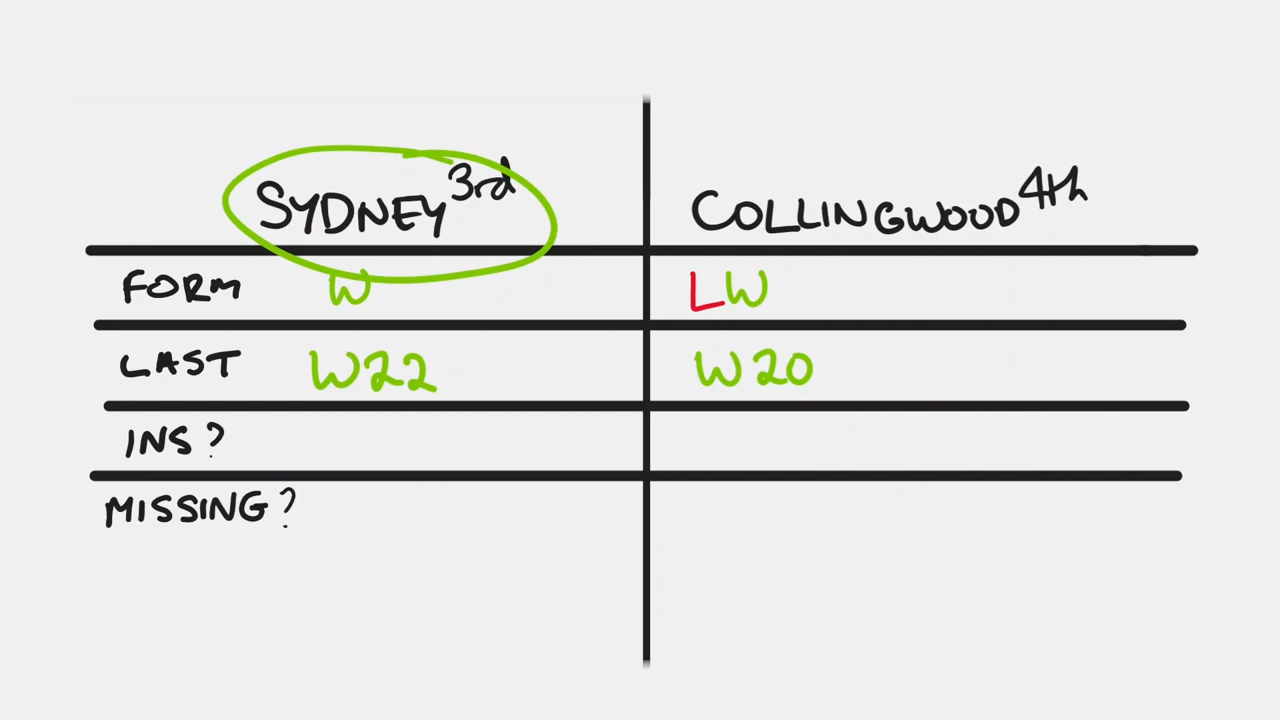 SYDNEY 3rd COLLINGWOOD 4th
FORM W LW
LAST W22 W20
INS?
MISSING?